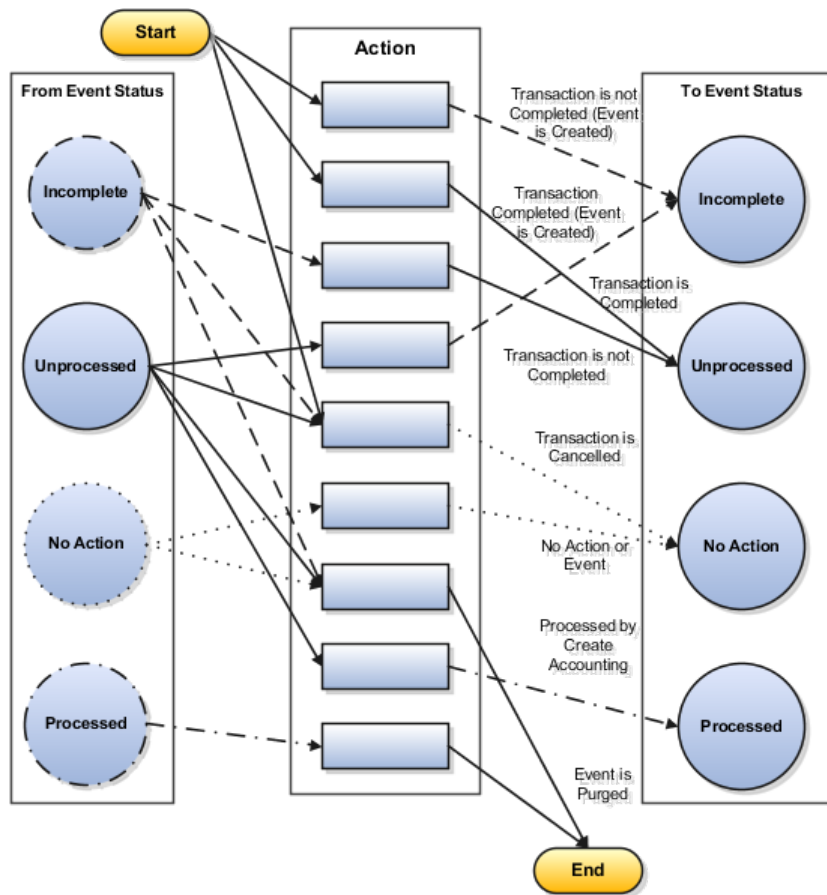 Start
Action
From Event Status
To Event Status
Transaction is not
Completed (Event
is Created)
Incomplete
Incomplete
Transaction
Completed (Event
is Created)
Transaction is
Completed
Unprocessed
Transaction is not
Completed
Unprocessed
Transaction is
Cancelled
No Action
No Action or
Event
No Action
Processed by
Create
Accounting
Processed
Processed
Event is
Purged
End